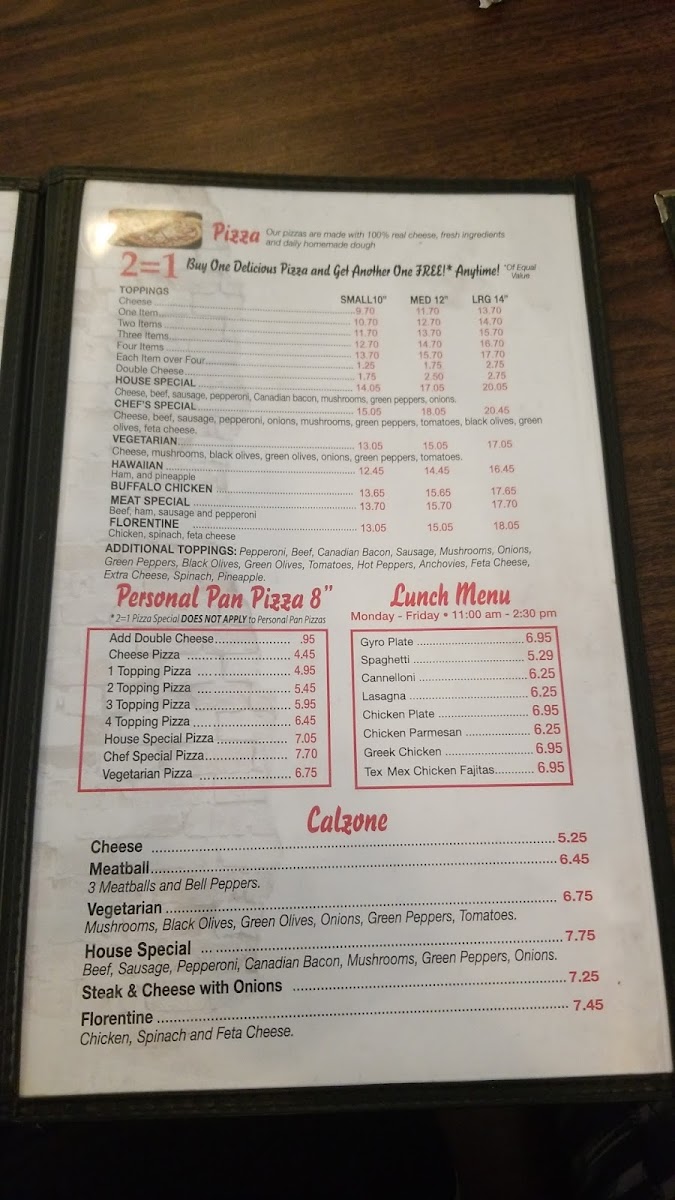 Pizza Our pizzas are made with 100% real cheese, fresh ingredients
and daily homemade dough
2=1 Buy One Delicious Pizza and Get Another One FREE!* Anytime! *Of Equal
Value
TOPPINGS SMALL10" MED 12" LRG 14"
Cheese 9.70 11.70 13.70
One Item 10.70 12.70 14.70
Two Items 11.70 13.70 15.70
Three Items 12.70 14.70 16.70
Four Items 13.70 15.70 17.70
Each Item over Four 1.25 1.75 2.75
Double Cheese 1.75 2.50 2.75
HOUSE SPECIAL 14.05 17.05 20.05
Cheese, beef, sausage, pepperoni, Canadian bacon, mushrooms, green peppers, onions.
CHEF'S SPECIAL 15.05 18.05 20.45
Cheese, beef, sausage, pepperoni, onions, mushrooms, green peppers, tomatoes, black olives, green
olives, feta cheese.
VEGETARIAN 13.05 15.05 17.05
Cheese, mushrooms, black olives, green olives, onions, green peppers, tomatoes.
HAWAIIAN 12.45 14.45 16.45
Ham, and pineapple
BUFFALO CHICKEN 13.65 15.65 17.65
MEAT SPECIAL 13.70 15.70 17.70
Beef, ham, sausage and pepperoni
FLORENTINE 13.05 15.05 18.05
Chicken, spinach, feta cheese
ADDITIONAL TOPPINGS: Pepperoni, Beef, Canadian Bacon, Sausage, Mushrooms, Onions,
Green Peppers, Black Olives, Green Olives, Tomatoes, Hot Peppers, Anchovies, Feta Cheese,
Extra Cheese, Spinach, Pineapple.
Personal Pan Pizza 8"
*2=1 Pizza Special DOES NOT APPLY to Personal Pan Pizzas
Add Double Cheese .95
Cheese Pizza 4.45
1 Topping Pizza 4.95
2 Topping Pizza 5.45
3 Topping Pizza 5.95
4 Topping Pizza 6.45
House Special Pizza 7.05
Chef Special Pizza 7.70
Vegetarian Pizza 6.75
Lunch Menu
Monday - Friday • 11:00 am - 2:30 pm
Gyro Plate 6.95
Spaghetti 5.29
Cannelloni 6.25
Lasagna 6.25
Chicken Plate 6.95
Chicken Parmesan 6.25
Greek Chicken 6.95
Tex Mex Chicken Fajitas 6.95
Calzone
Cheese 5.25
Meatball 6.45
3 Meatballs and Bell Peppers.
Vegetarian 6.75
Mushrooms, Black Olives, Green Olives, Onions, Green Peppers, Tomatoes.
House Special 7.75
Beef, Sausage, Pepperoni, Canadian Bacon, Mushrooms, Green Peppers, Onions.
Steak & Cheese with Onions 7.25
Florentine 7.45
Chicken, Spinach and Feta Cheese.